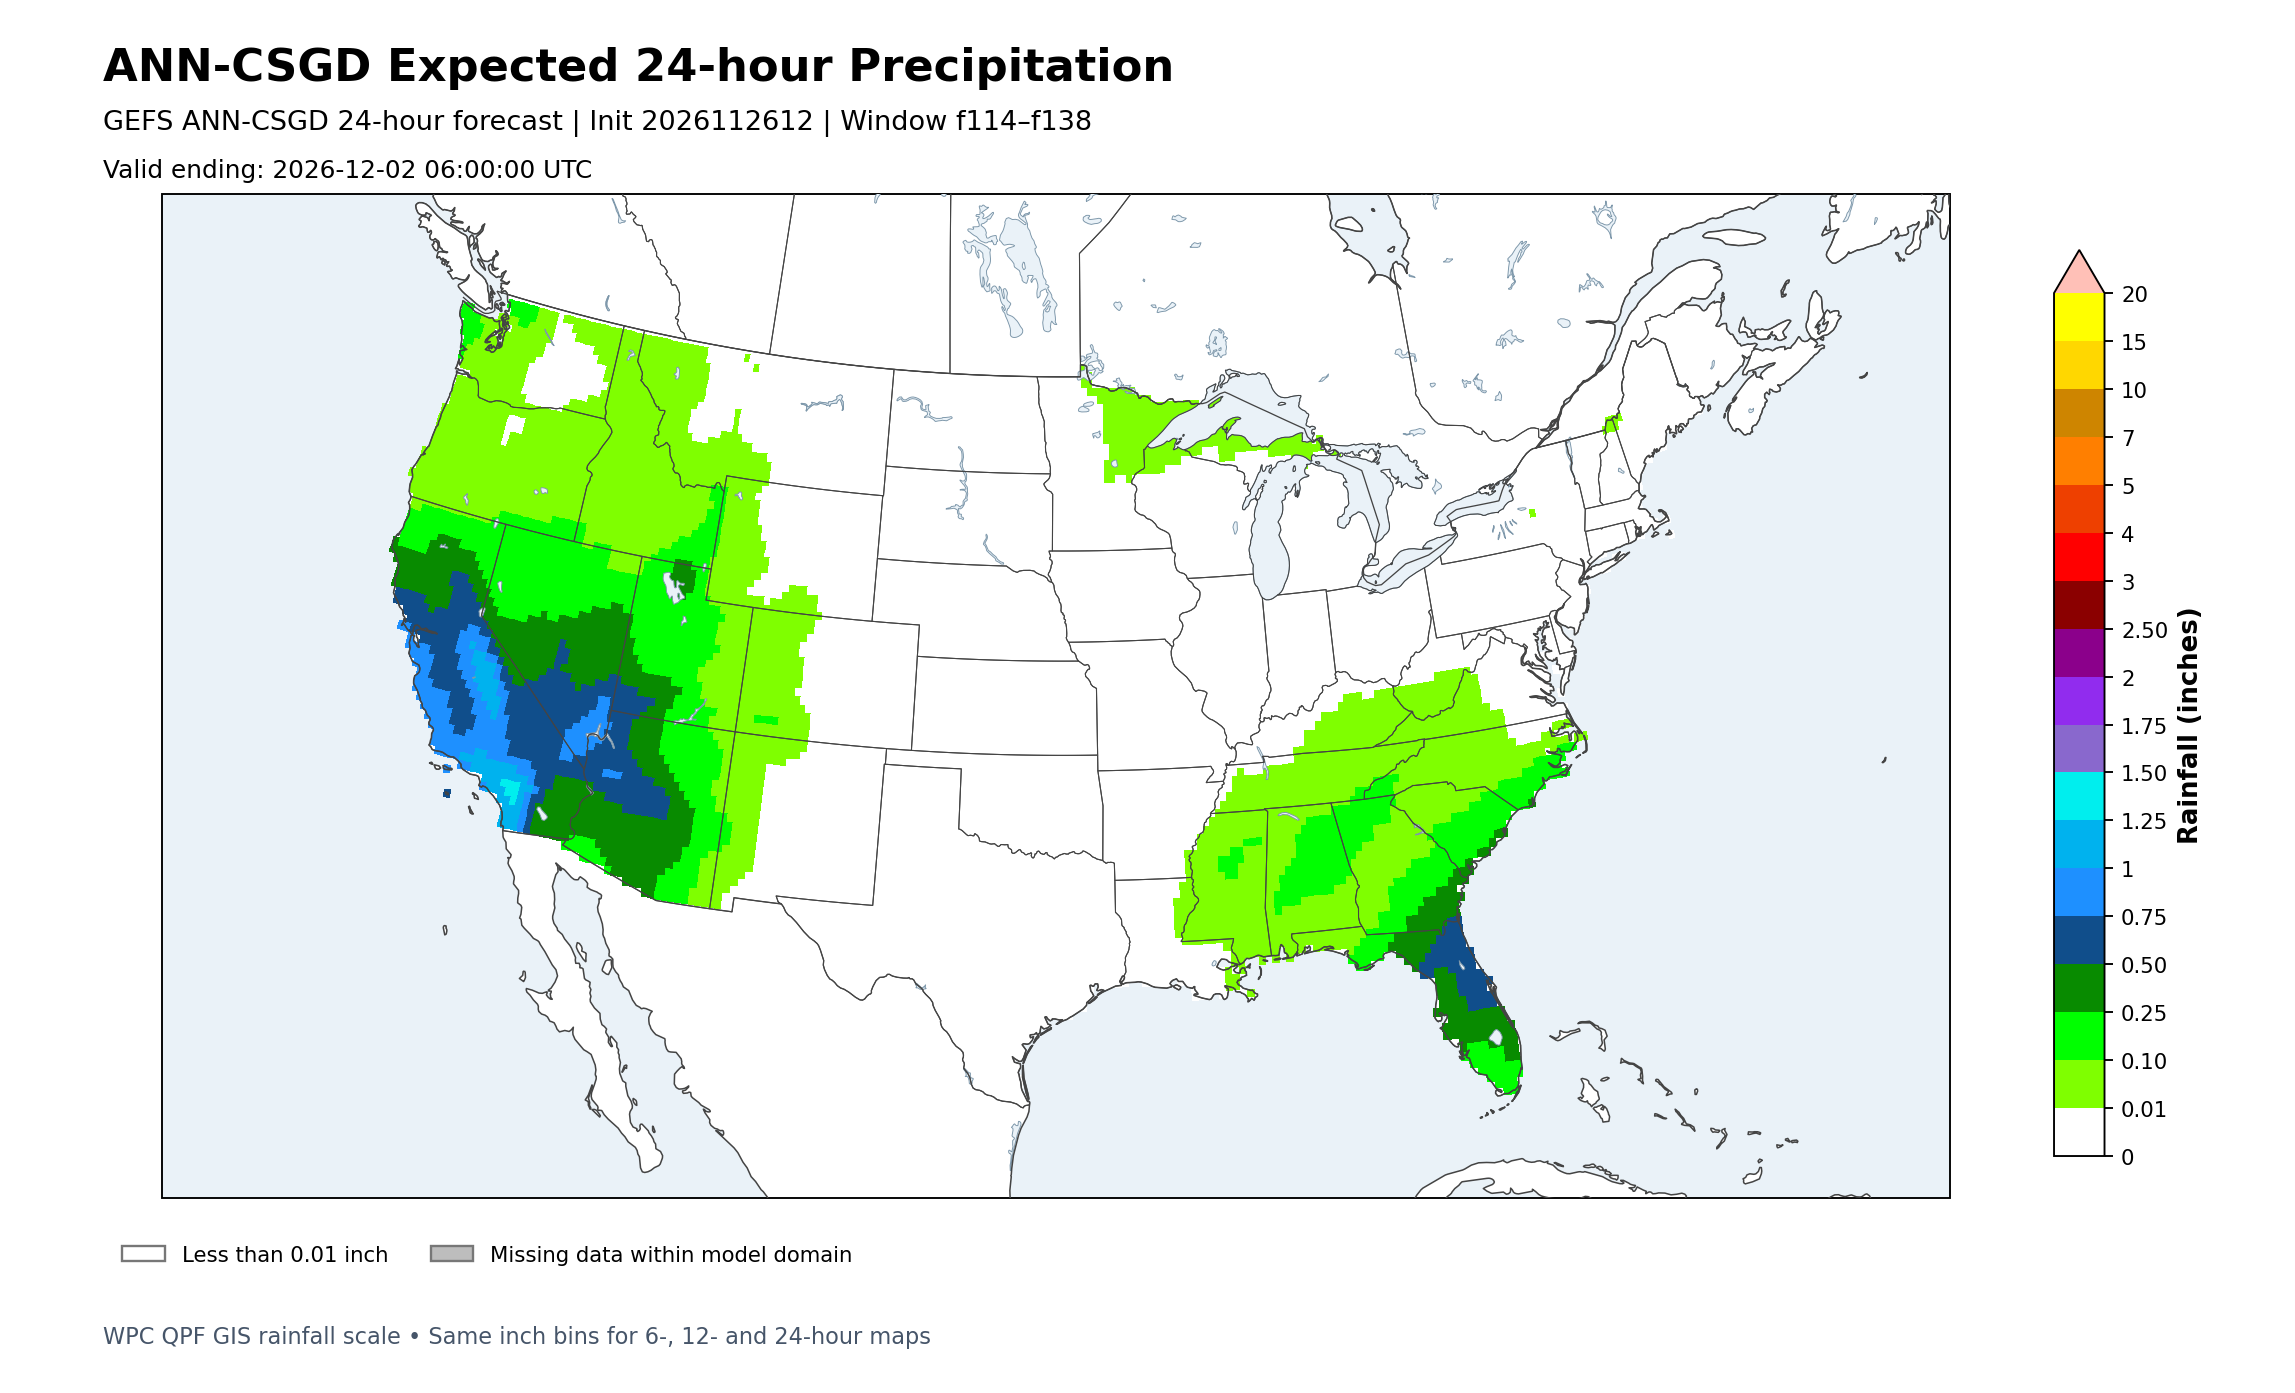 ANN-CSGD Expected 24-hour Precipitation
GEFS ANN-CSGD 24-hour forecast | Init 2026112612 | Window f114–f138
Valid ending: 2026-12-02 06:00:00 UTC
20
15
10
7
5
4
3
2.50
2
1.75
1.50
1.25
1
0.75
0.50
0.25
0.10
0.01
0
Rainfall (inches)
Less than 0.01 inch
Missing data within model domain
WPC QPF GIS rainfall scale • Same inch bins for 6-, 12- and 24-hour maps